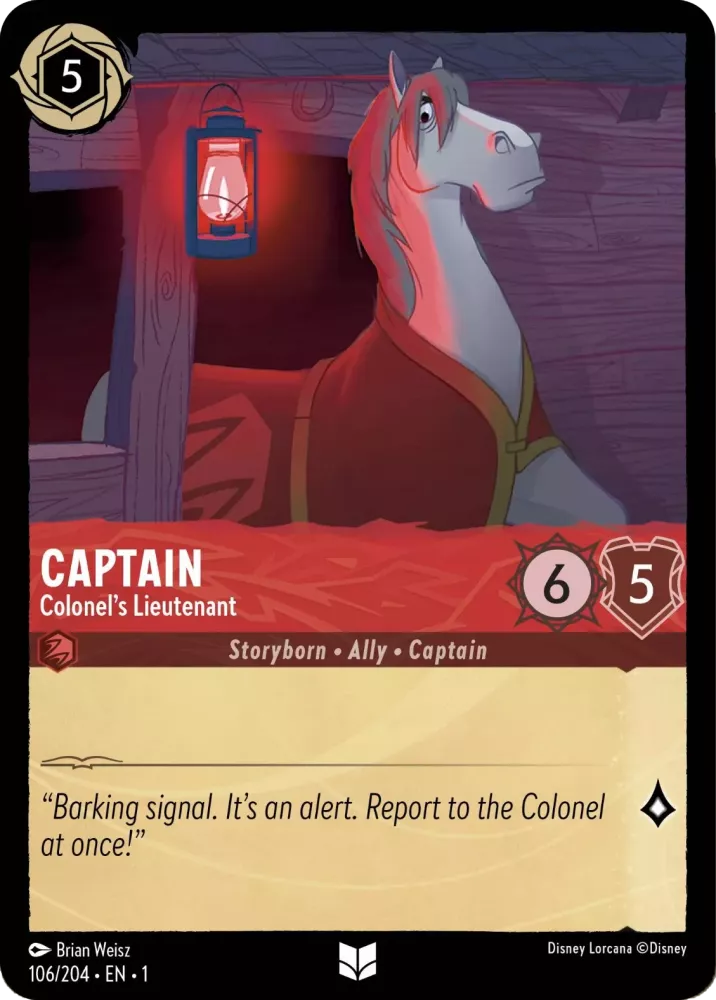 5
CAPTAIN
Colonel's Lieutenant
6
5
Storyborn • Ally • Captain
“Barking signal. It’s an alert. Report to the Colonel
at once!”
Brian Weisz
106/204 • EN • 1
Disney Lorcana ©Disney